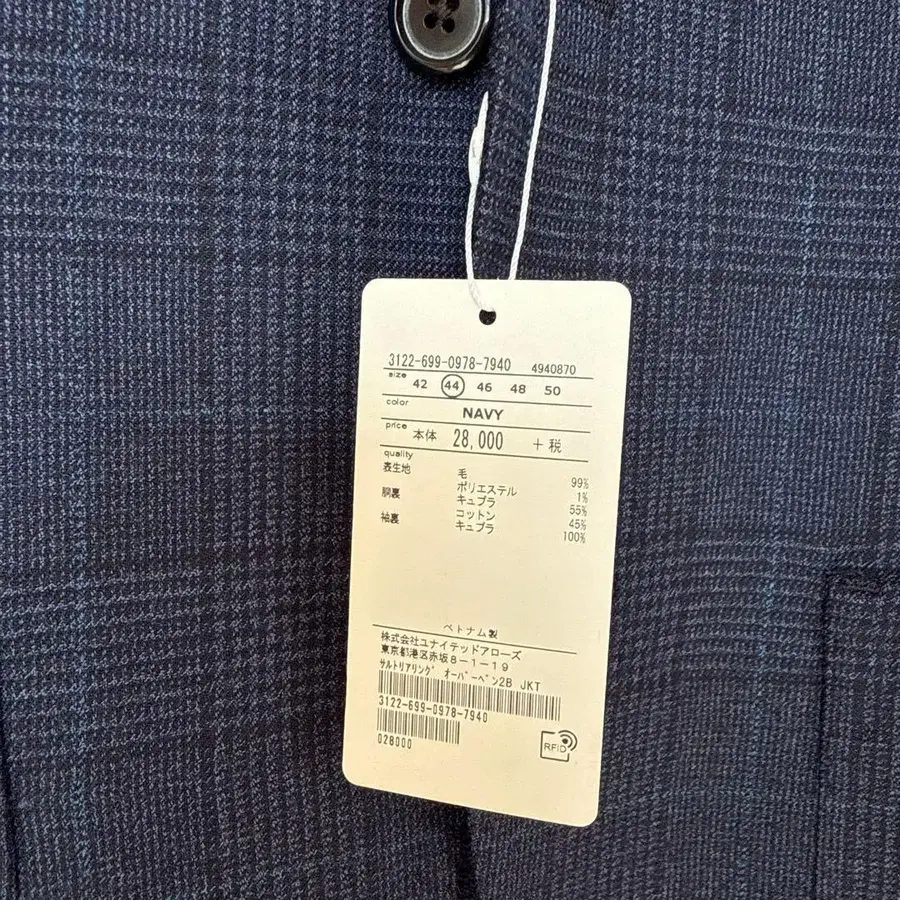 3122-699-0978-7940 4940870
size 42 44 46 48 50
color NAVY
price 本体 28,000 +税
quality
表生地 毛 99%
ポリエステル 1%
胴裏 キュプラ 55%
コットン 45%
袖裏 キュプラ 100%
ベトナム製
株式会社ユナイテッドアローズ
東京都港区赤坂8-1-19
サルトリアリング オーバーペン2B JKT
3122-699-0978-7940
028000
RFID